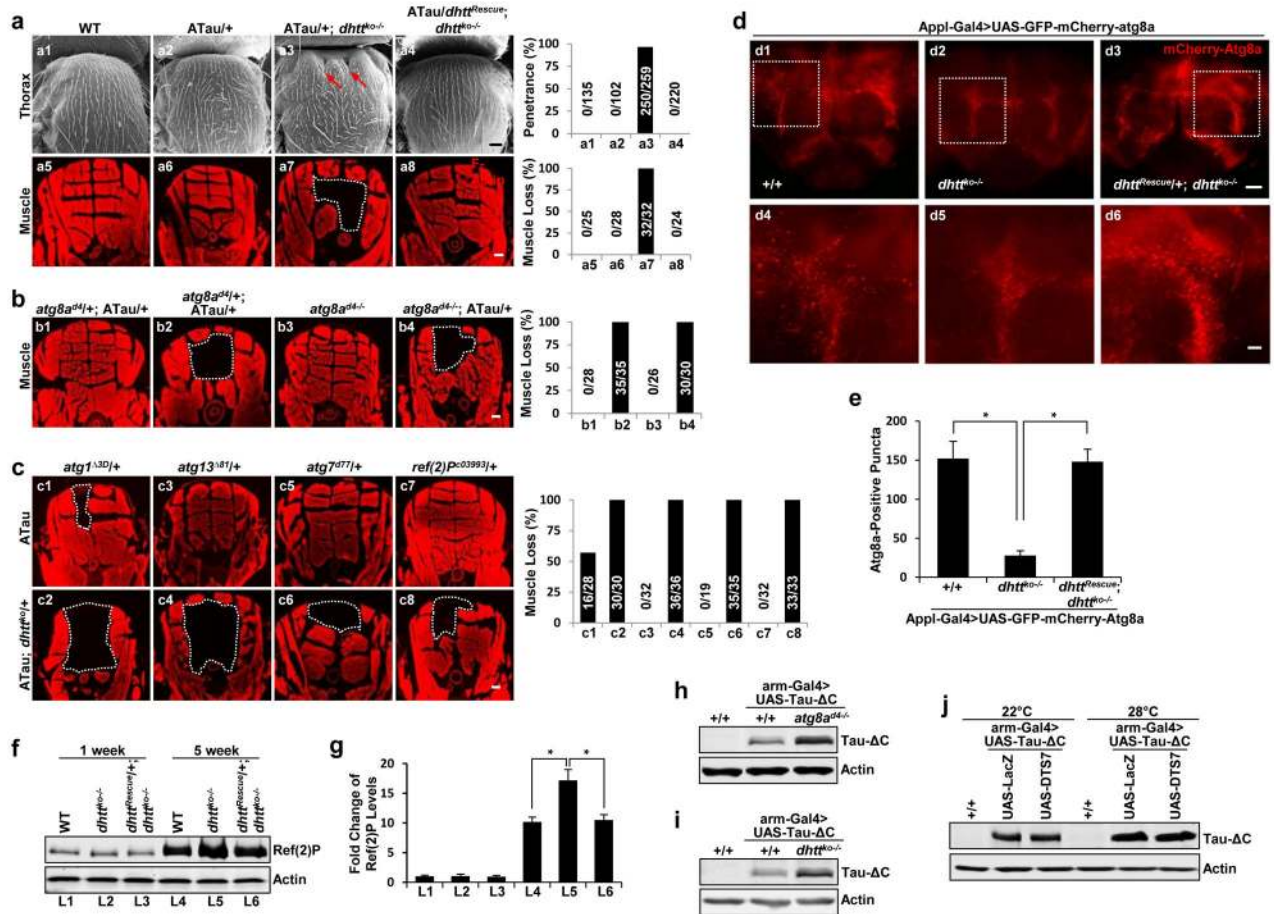 a
WT
ATau/+
ATau/+; dhtt^ko-/-
ATau/dhtt^Rescue;
dhtt^ko-/-
Thorax
a1
a2
a3
a4
Penetrance (%)
100
75
50
25
0
0/135
0/102
250/259
0/220
a1 a2 a3 a4
Muscle
a5
a6
a7
a8
Muscle Loss (%)
100
75
50
25
0
0/25
0/28
32/32
0/24
a5 a6 a7 a8
b
atg8a^d4/+; ATau/+
atg8a^d4/+;
ATau/+
atg8a^d4-/-
atg8a^d4-/-; ATau/+
Muscle
b1
b2
b3
b4
Muscle Loss (%)
100
75
50
25
0
0/28
35/35
0/26
30/30
b1 b2 b3 b4
c
atg1^Δ3D/+
atg13^Δ81/+
atg7^d77/+
ref(2)P^c03993/+
ATau
c1
c3
c5
c7
ATau; dhtt^ko/+
c2
c4
c6
c8
Muscle Loss (%)
100
75
50
25
0
16/28
30/30
0/32
36/36
0/19
35/35
0/32
33/33
c1 c2 c3 c4 c5 c6 c7 c8
d
Appl-Gal4>UAS-GFP-mCherry-atg8a
d1
d2
d3
mCherry-Atg8a
+/+
dhtt^ko-/-
dhtt^Rescue/+; dhtt^ko-/-
d4
d5
d6
e
Atg8a-Positive Puncta
200
150
100
50
0
* *
+/+
dhtt^ko-/-
dhtt^Rescue;
dhtt^ko-/-
Appl-Gal4>UAS-GFP-mCherry-Atg8a
f
1 week
5 week
WT
dhtt^ko-/-
dhtt^Rescue/+;
dhtt^ko-/-
WT
dhtt^ko-/-
dhtt^Rescue/+;
dhtt^ko-/-
Ref(2)P
Actin
L1 L2 L3 L4 L5 L6
g
Fold Change of
Ref(2)P Levels
20
15
10
5
0
* *
L1 L2 L3 L4 L5 L6
h
arm-Gal4>
UAS-Tau-ΔC
+/+ +/+ atg8a^d4-/-
Tau-ΔC
Actin
i
arm-Gal4>
UAS-Tau-ΔC
+/+ +/+ dhtt^ko-/-
Tau-ΔC
Actin
j
22°C
28°C
arm-Gal4>
UAS-Tau-ΔC
arm-Gal4>
UAS-Tau-ΔC
+/+
UAS-LacZ
UAS-DTS7
+/+
UAS-LacZ
UAS-DTS7
Tau-ΔC
Actin